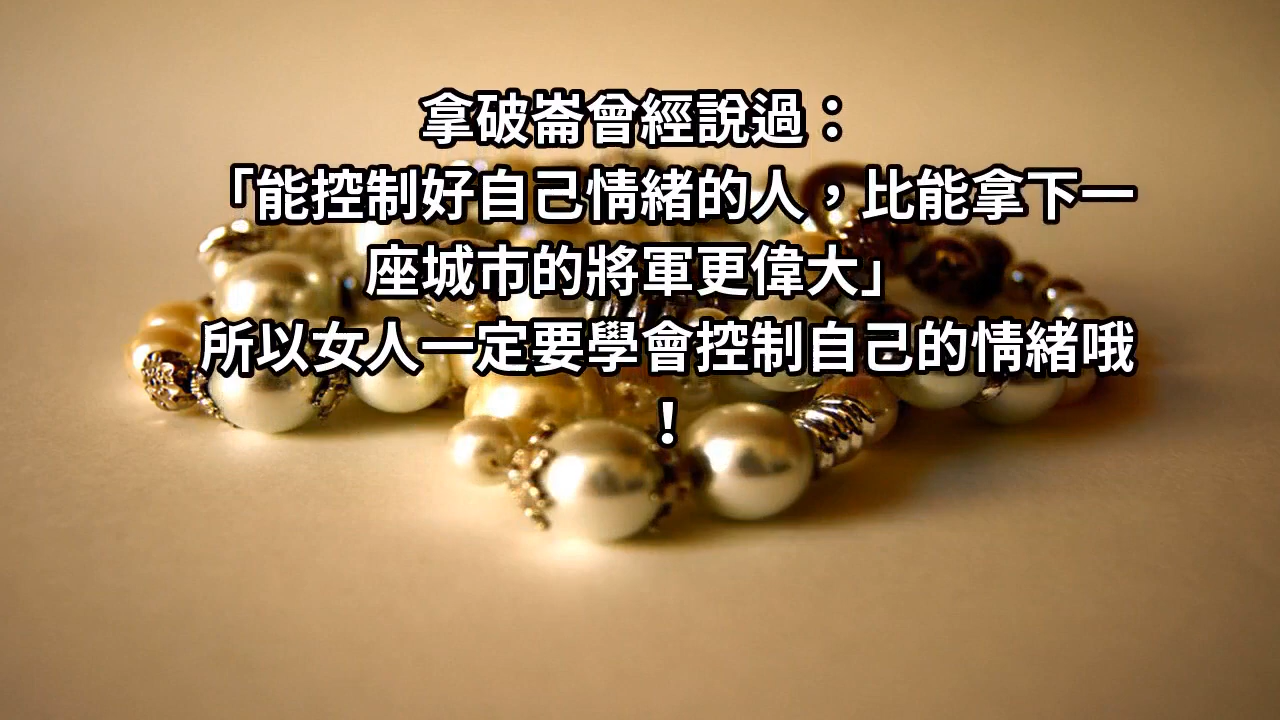 拿破崙曾經說過：
「能控制好自己情緒的人，比能拿下一
座城市的將軍更偉大」
所以女人一定要學會控制自己的情緒哦
！